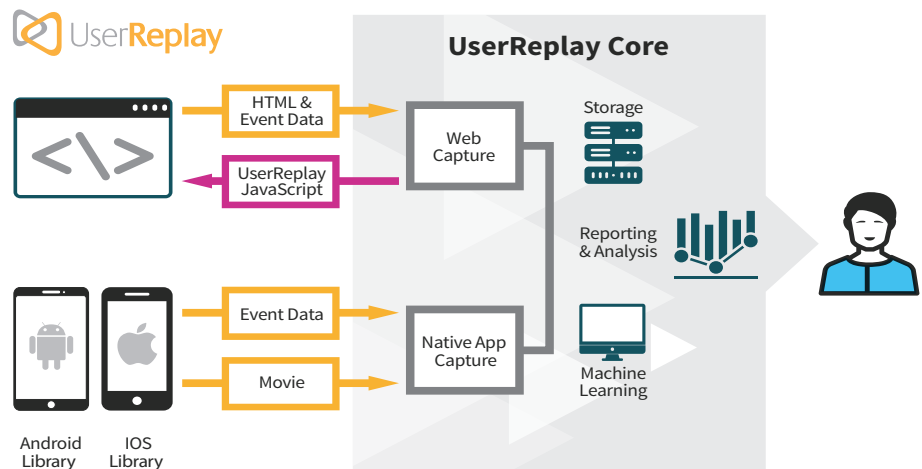 UserReplay
UserReplay Core
HTML &
Event Data
Web
Capture
UserReplay
JavaScript
Storage
Reporting
& Analysis
Event Data
Native App
Capture
Movie
Machine
Learning
Android
Library
IOS
Library